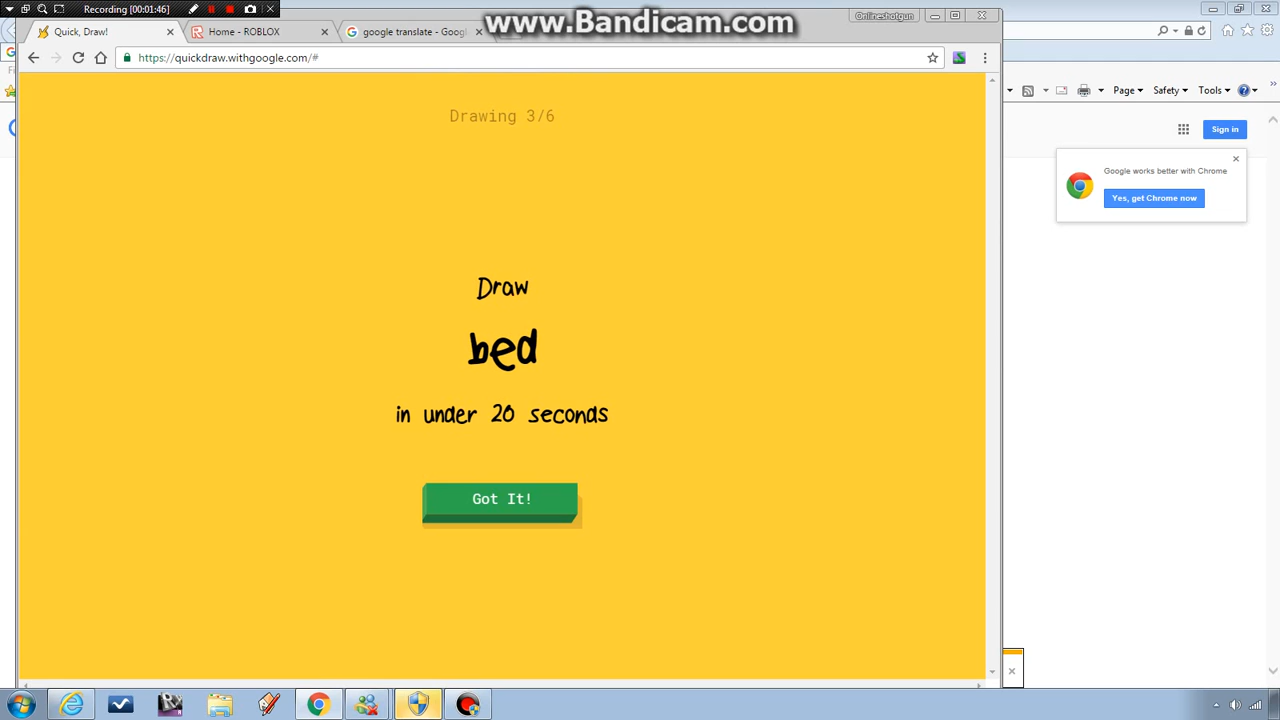 Recording [00:01:46]
www.Bandicam.com
Onlineshotgun
Quick, Draw!
Home - ROBLOX
google translate - Googl
https://quickdraw.withgoogle.com/#
Page
Safety
Tools
Sign in
Google works better with Chrome
Yes, get Chrome now
Drawing 3/6
Draw
bed
in under 20 seconds
Got It!